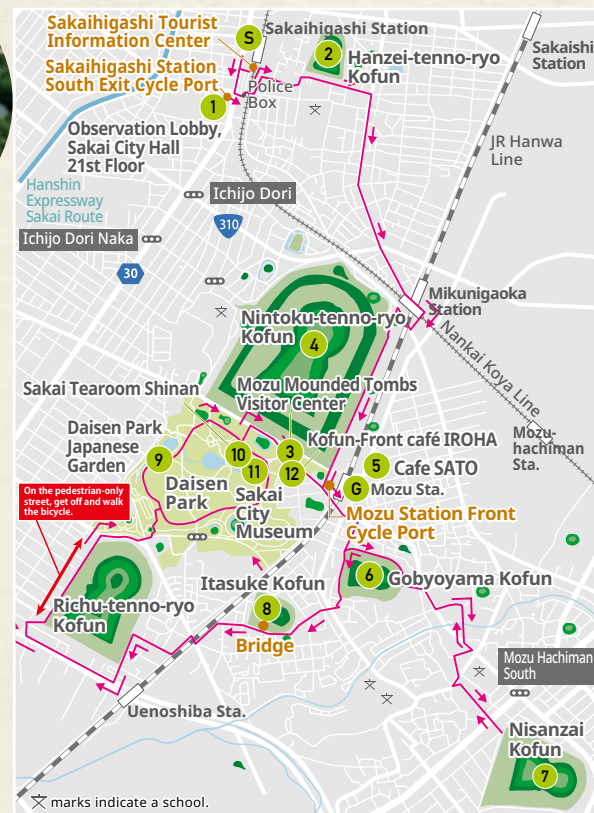 Sakaihigashi Tourist
Information Center
S
Sakaihigashi Station
Sakaihigashi Station
South Exit Cycle Port
2
Hanzei-tenno-ryo
Kofun
Sakaishi
Station
Police
Box
1
Observation Lobby,
Sakai City Hall
21st Floor
JR Hanwa
Line
Hanshin
Expressway
Sakai Route
Ichijo Dori
310
Ichijo Dori Naka
30
Mikunigaoka
Station
Nintoku-tenno-ryo
Kofun
4
Nankai Koya Line
Sakai Tearoom Shinan
Mozu Mounded Tombs
Visitor Center
Mozu-
hachiman
Sta.
Daisen Park
Japanese
Garden
9
10
3
Kofun-Front café IROHA
11
12
5
Cafe SATO
Daisen
Park
Sakai
City
Museum
G
Mozu Sta.
On the pedestrian-only
street, get off and walk
the bicycle.
Mozu Station Front
Cycle Port
Itasuke Kofun
6
Gobyoyama Kofun
Richu-tenno-ryo
Kofun
8
Bridge
Mozu Hachiman
South
Uenoshiba Sta.
Nisanzai
Kofun
7
文 marks indicate a school.